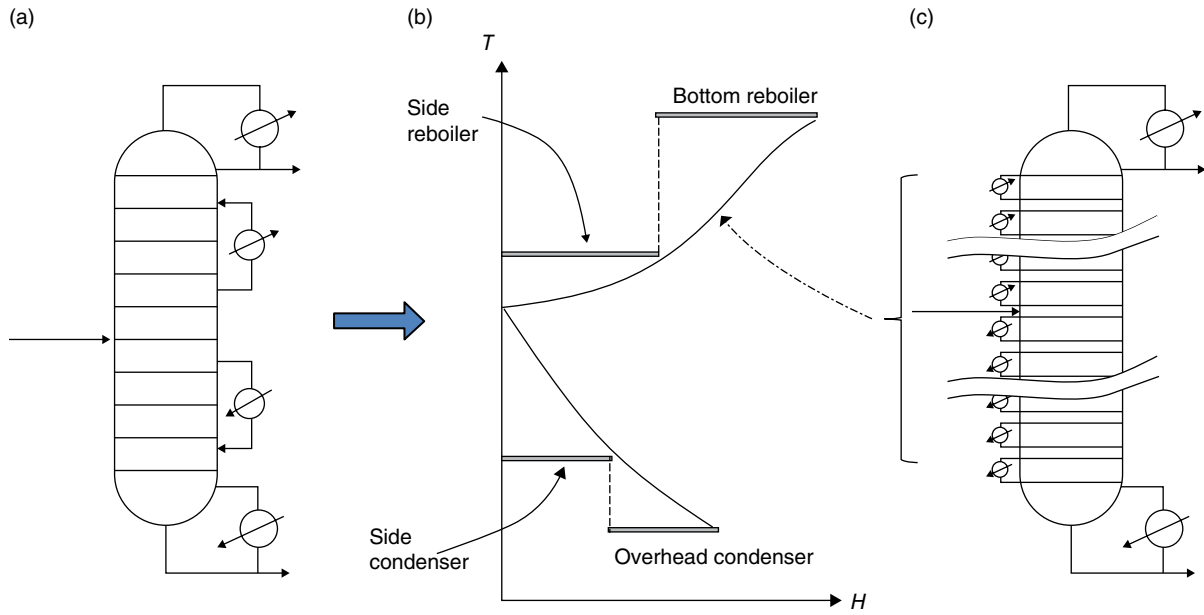 (a)
(b)
(c)
T
Side
reboiler
Bottom reboiler
Side
condenser
Overhead condenser
H